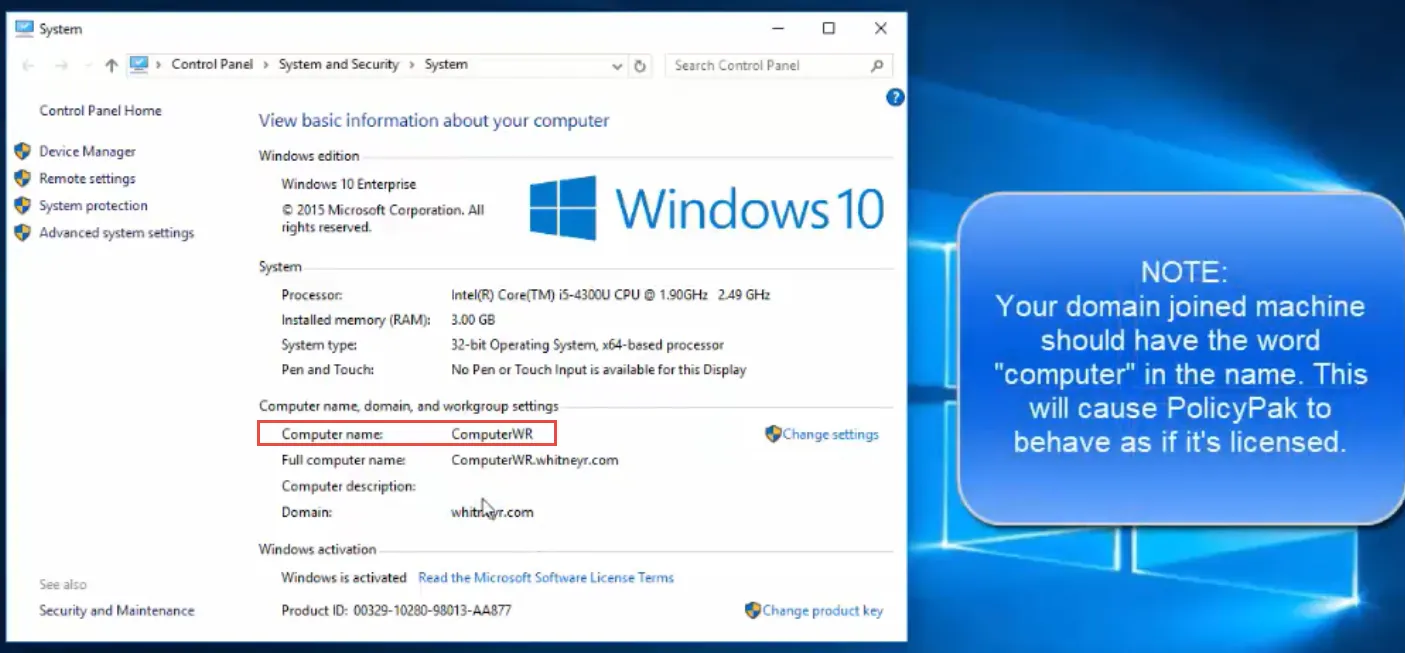 System
Control Panel > System and Security > System
Search Control Panel
?
Control Panel Home
Device Manager
Remote settings
System protection
Advanced system settings
View basic information about your computer
Windows edition
Windows 10 Enterprise
© 2015 Microsoft Corporation. All
rights reserved.
Windows 10
System
Processor: Intel(R) Core(TM) i5-4300U CPU @ 1.90GHz 2.49 GHz
Installed memory (RAM): 3.00 GB
System type: 32-bit Operating System, x64-based processor
Pen and Touch: No Pen or Touch Input is available for this Display
Computer name, domain, and workgroup settings
Computer name: ComputerWR
Change settings
Full computer name: ComputerWR.whitneyr.com
Computer description:
Domain: whitneyr.com
Windows activation
Windows is activated Read the Microsoft Software License Terms
Product ID: 00329-10280-98013-AA877
Change product key
See also
Security and Maintenance
NOTE:
Your domain joined machine
should have the word
"computer" in the name. This
will cause PolicyPak to
behave as if it's licensed.